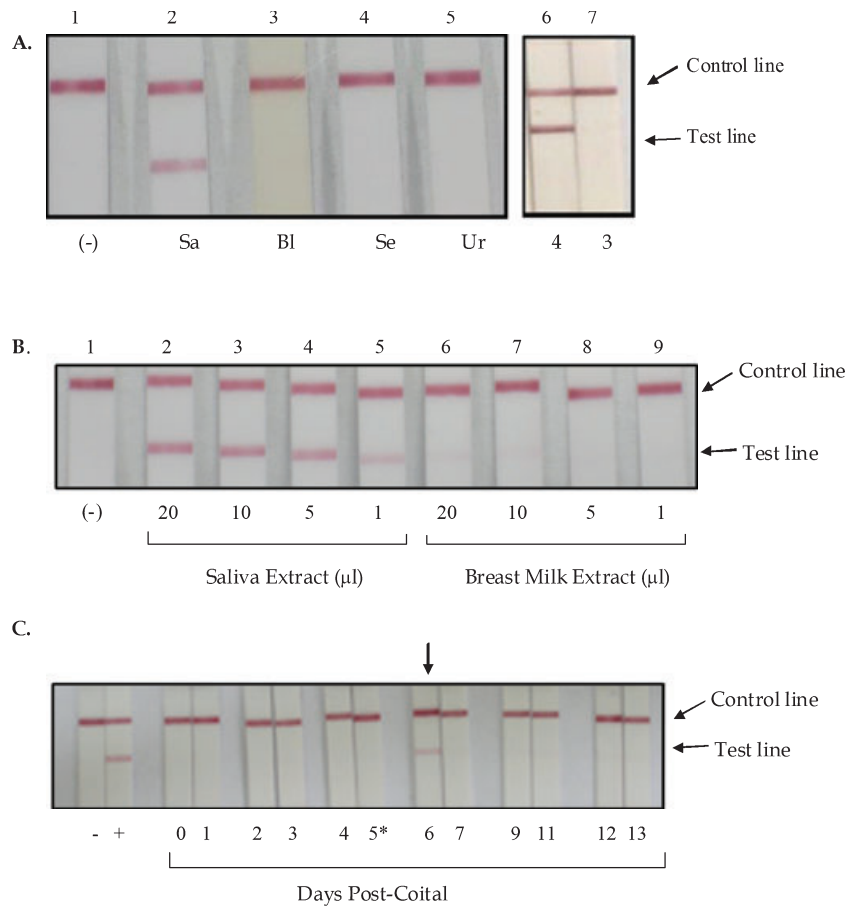 A.
1 2 3 4 5 6 7
Control line
Test line
(-) Sa Bl Se Ur 4 3
B.
1 2 3 4 5 6 7 8 9
Control line
Test line
(-) 20 10 5 1 20 10 5 1
Saliva Extract (µl) Breast Milk Extract (µl)
C.
Control line
Test line
- + 0 1 2 3 4 5* 6 7 9 11 12 13
Days Post-Coital